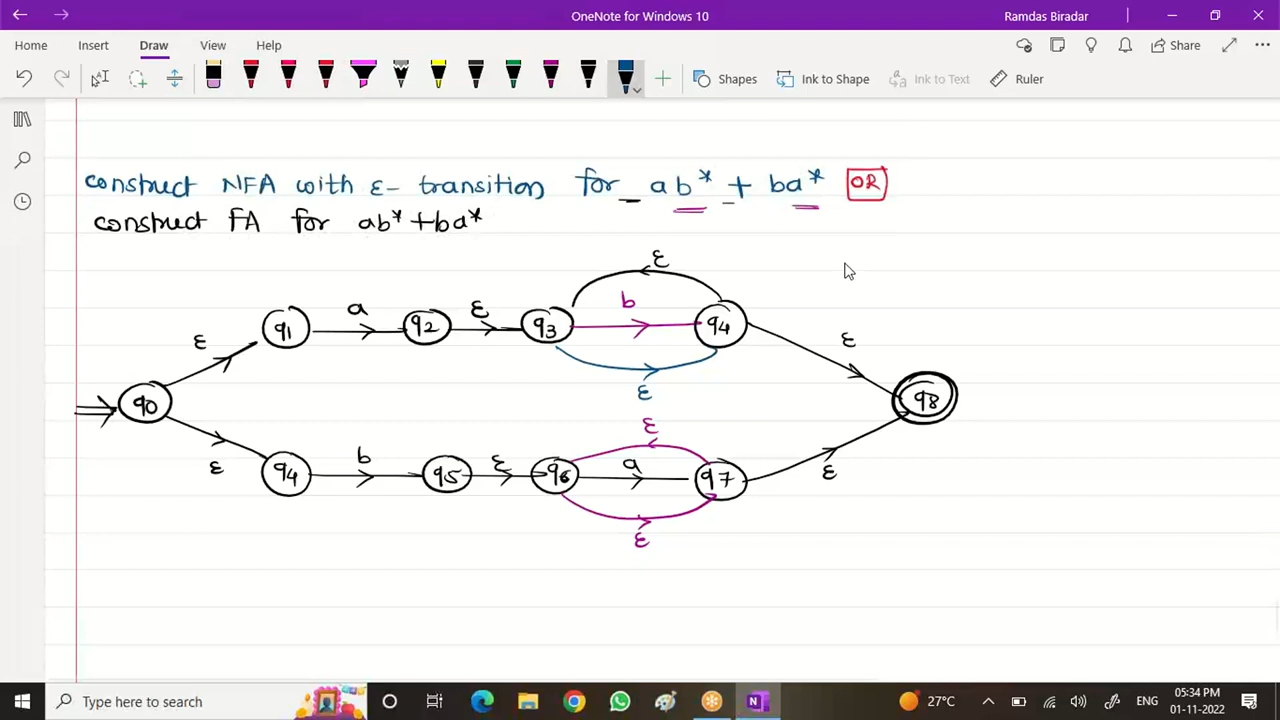 OneNote for Windows 10
Ramdas Biradar
Home Insert Draw View Help
Share
Shapes Ink to Shape Ink to Text Ruler
construct NFA with ε- transition for ab* + ba* OR
construct FA for ab* + ba*
ε
a ε b
q1 q2 q3 q4
ε ε
ε
q0 q8
ε
b ε a ε
q4 q5 q6 q7
ε
ε
Type here to search
27°C ENG
05:34 PM
01-11-2022